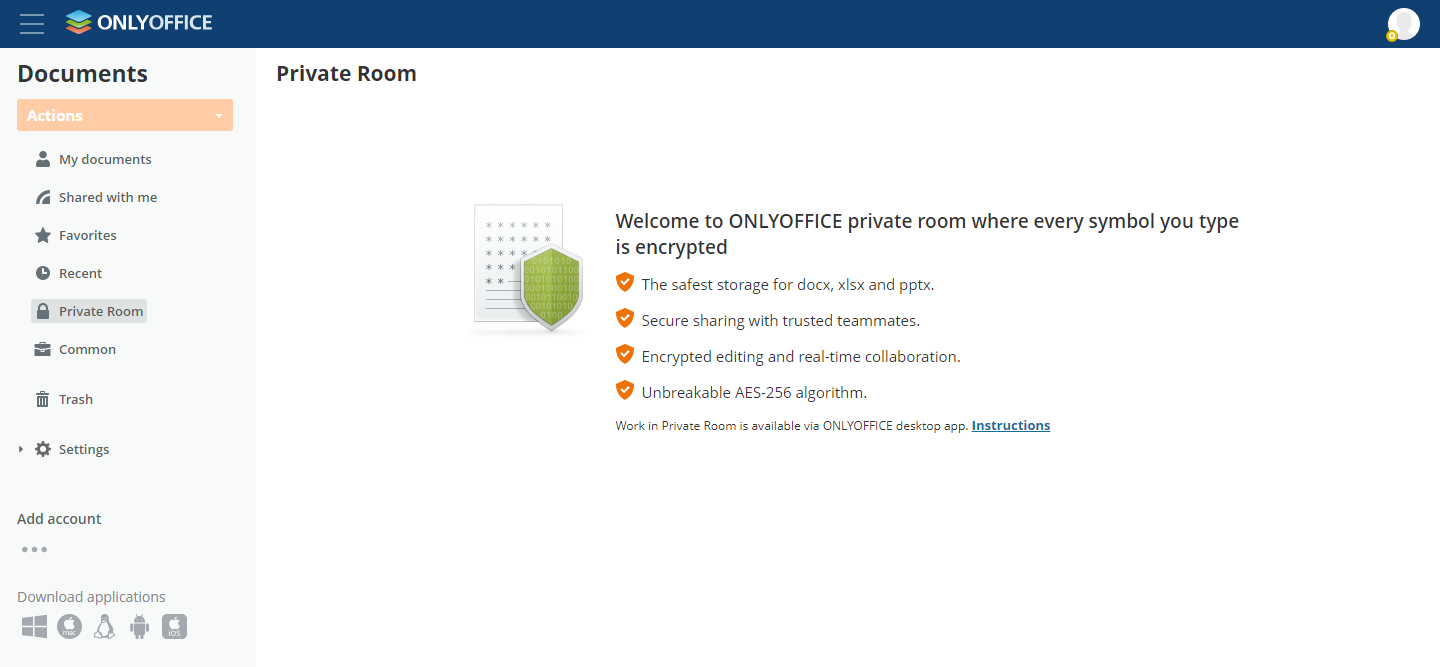 ONLYOFFICE
Documents
Actions
My documents
Shared with me
Favorites
Recent
Private Room
Common
Trash
Settings
Add account
Download applications
mac
iOS
Private Room
Welcome to ONLYOFFICE private room where every symbol you type
is encrypted
The safest storage for docx, xlsx and pptx.
Secure sharing with trusted teammates.
Encrypted editing and real-time collaboration.
Unbreakable AES-256 algorithm.
Work in Private Room is available via ONLYOFFICE desktop app. Instructions